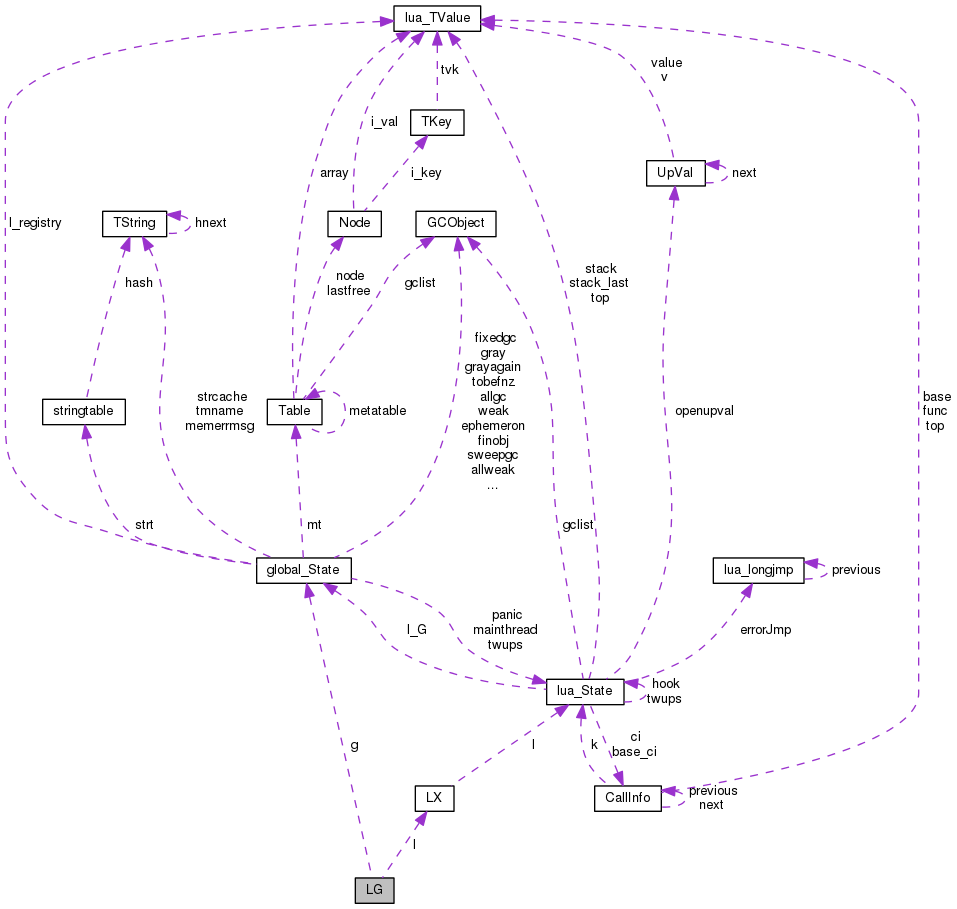 lua_TValue
tvk
value
v
TKey
i_val
array
i_key
UpVal
next
TString
hnext
Node
GCObject
l_registry
hash
node
lastfree
gclist
stack
stack_last
top
fixedgc
gray
grayagain
tobefnz
allgc
weak
ephemeron
finobj
sweepgc
allweak
...
strcache
tmname
memerrmsg
stringtable
Table
metatable
openupval
base
func
top
strt
mt
gclist
global_State
lua_longjmp
previous
panic
mainthread
twups
l_G
errorJmp
lua_State
hook
twups
g
l
k
ci
base_ci
LX
CallInfo
previous
next
l
LG